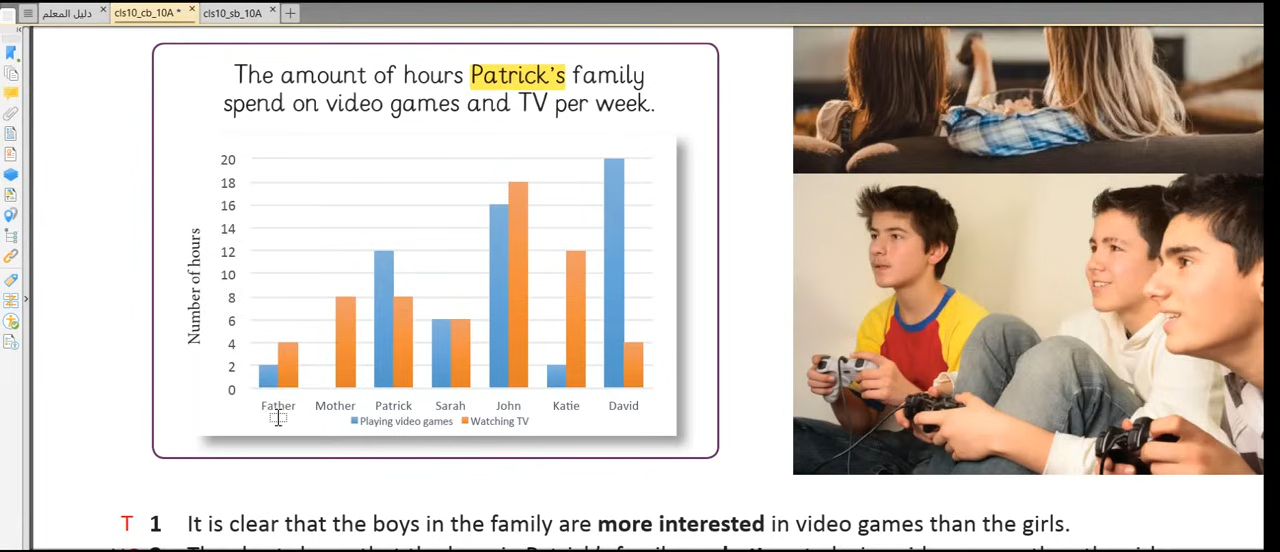 دليل المعلم
cls10_cb_10A *
cls10_sb_10A
The amount of hours Patrick's family
spend on video games and TV per week.
Number of hours
20
18
16
14
12
10
8
6
4
2
0
Father Mother Patrick Sarah John Katie David
Playing video games Watching TV
T 1 It is clear that the boys in the family are more interested in video games than the girls.